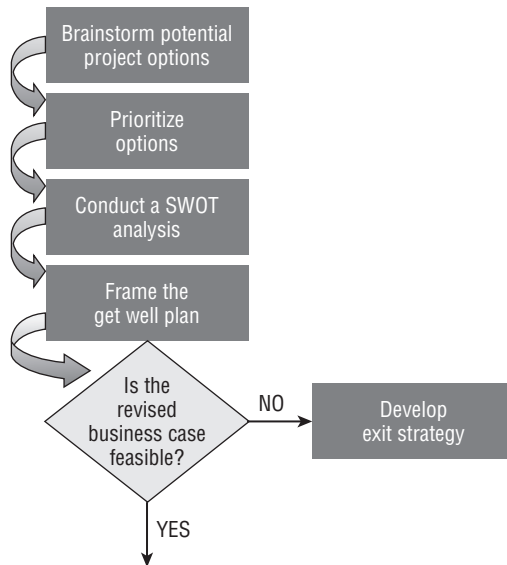 Brainstorm potential
project options
Prioritize
options
Conduct a SWOT
analysis
Frame the
get well plan
Is the
revised
business case
feasible?
NO
Develop
exit strategy
YES